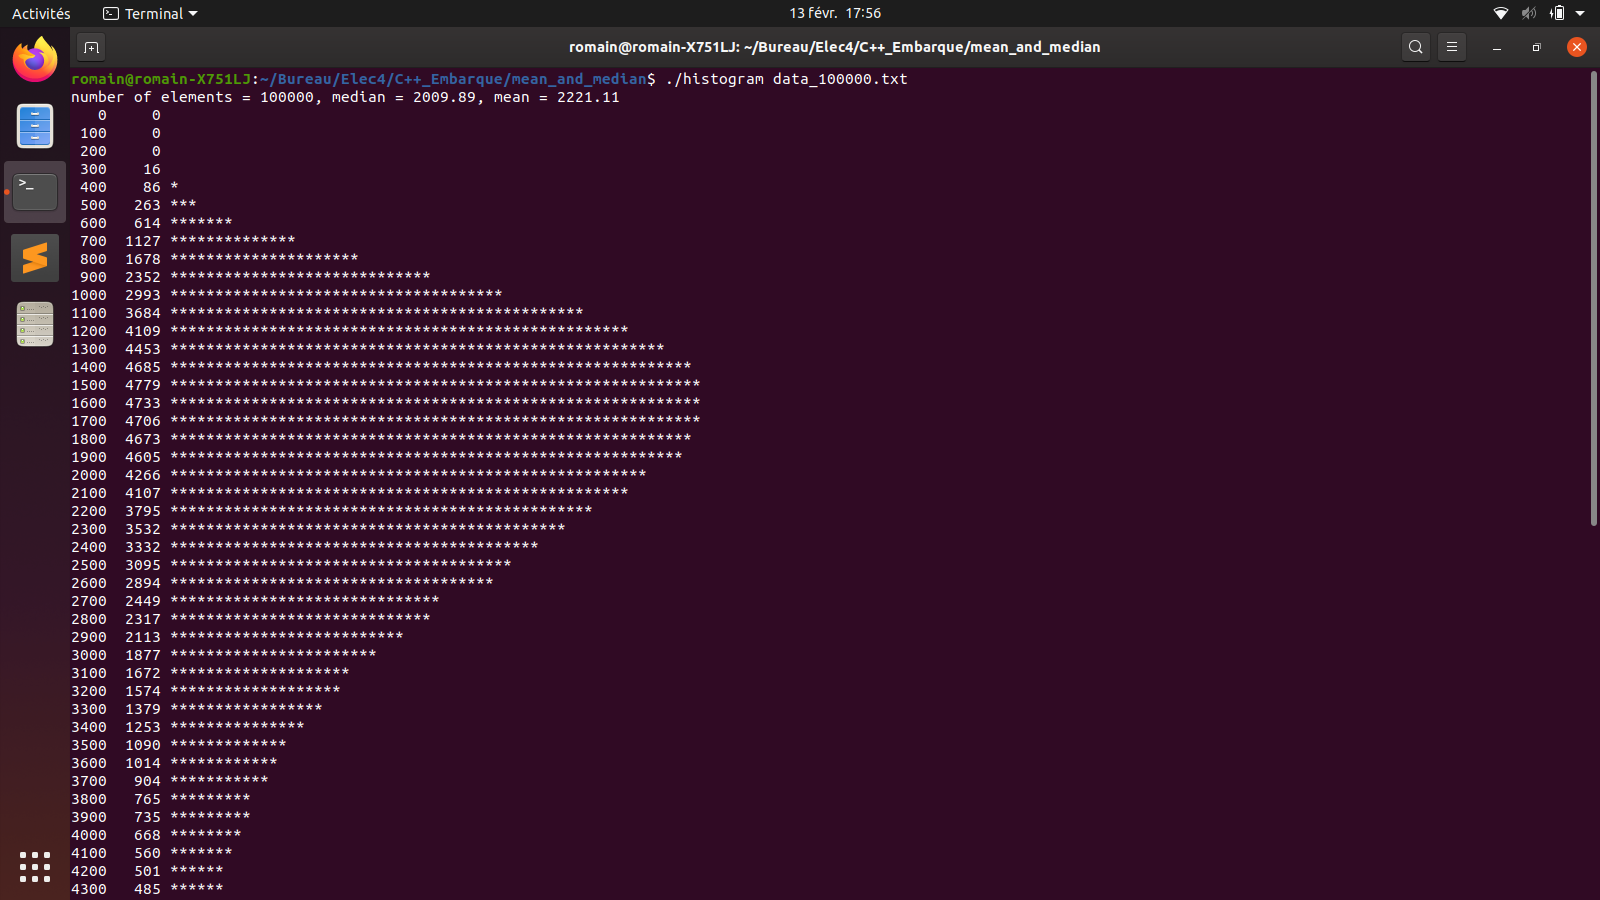 Activités
Terminal
13 févr. 17:56
romain@romain-X751LJ: ~/Bureau/Elec4/C++_Embarque/mean_and_median
romain@romain-X751LJ:~/Bureau/Elec4/C++_Embarque/mean_and_median$ ./histogram data_100000.txt
number of elements = 100000, median = 2009.89, mean = 2221.11
0 0
100 0
200 0
300 16
400 86 *
500 263 ***
600 614 *******
700 1127 **************
800 1678 *********************
900 2352 *****************************
1000 2993 *************************************
1100 3684 **********************************************
1200 4109 ***************************************************
1300 4453 *******************************************************
1400 4685 **********************************************************
1500 4779 ***********************************************************
1600 4733 ***********************************************************
1700 4706 ***********************************************************
1800 4673 **********************************************************
1900 4605 *********************************************************
2000 4266 *****************************************************
2100 4107 ***************************************************
2200 3795 ***********************************************
2300 3532 ********************************************
2400 3332 *****************************************
2500 3095 **************************************
2600 2894 ************************************
2700 2449 ******************************
2800 2317 *****************************
2900 2113 **************************
3000 1877 ***********************
3100 1672 ********************
3200 1574 *******************
3300 1379 *****************
3400 1253 ***************
3500 1090 *************
3600 1014 ************
3700 904 ***********
3800 765 *********
3900 735 *********
4000 668 ********
4100 560 *******
4200 501 ******
4300 485 ******